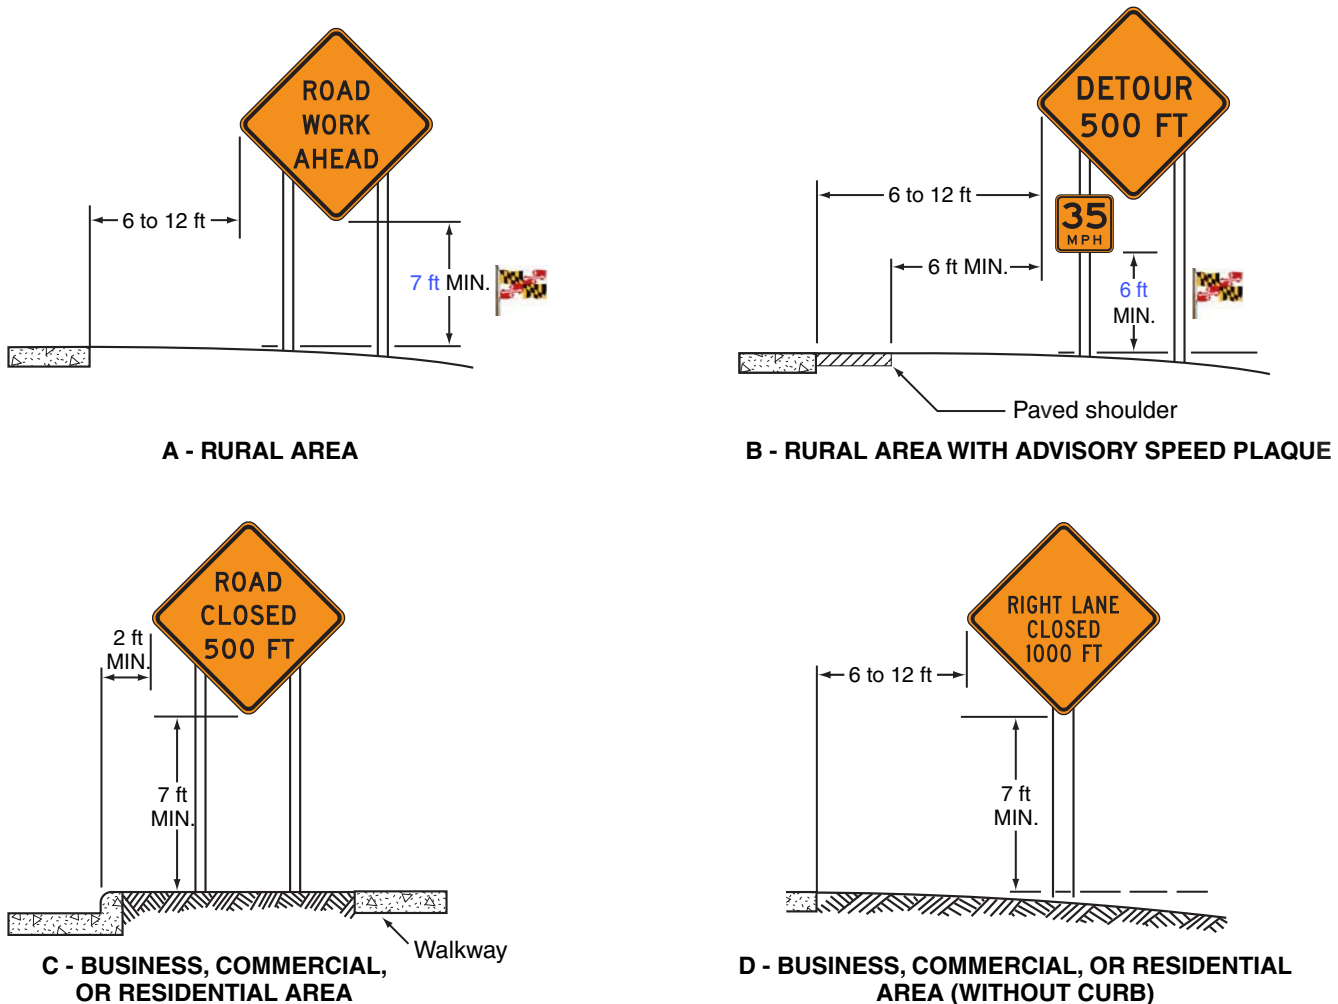 ROAD
WORK
AHEAD
6 to 12 ft
7 ft MIN.
A - RURAL AREA
DETOUR
500 FT
6 to 12 ft
35
MPH
6 ft MIN.
6 ft
MIN.
Paved shoulder
B - RURAL AREA WITH ADVISORY SPEED PLAQUE
ROAD
CLOSED
500 FT
2 ft
MIN.
7 ft
MIN.
Walkway
C - BUSINESS, COMMERCIAL,
OR RESIDENTIAL AREA
RIGHT LANE
CLOSED
1000 FT
6 to 12 ft
7 ft
MIN.
D - BUSINESS, COMMERCIAL, OR RESIDENTIAL
AREA (WITHOUT CURB)